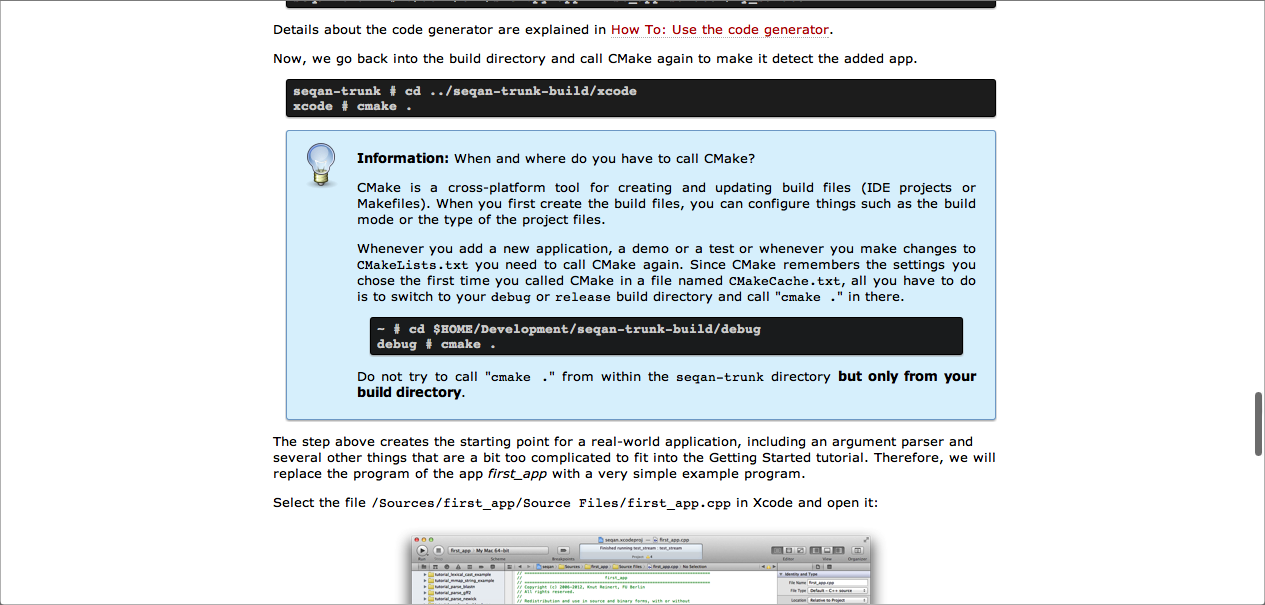 Details about the code generator are explained in How To: Use the code generator.
Now, we go back into the build directory and call CMake again to make it detect the added app.
seqan-trunk # cd ../seqan-trunk-build/xcode
xcode # cmake .
Information: When and where do you have to call CMake?
CMake is a cross-platform tool for creating and updating build files (IDE projects or
Makefiles). When you first create the build files, you can configure things such as the build
mode or the type of the project files.
Whenever you add a new application, a demo or a test or whenever you make changes to
CMakeLists.txt you need to call CMake again. Since CMake remembers the settings you
chose the first time you called CMake in a file named CMakeCache.txt, all you have to do
is to switch to your debug or release build directory and call "cmake ." in there.
~ # cd $HOME/Development/seqan-trunk-build/debug
debug # cmake .
Do not try to call "cmake ." from within the seqan-trunk directory but only from your
build directory.
The step above creates the starting point for a real-world application, including an argument parser and
several other things that are a bit too complicated to fit into the Getting Started tutorial. Therefore, we will
replace the program of the app first_app with a very simple example program.
Select the file /Sources/first_app/Source Files/first_app.cpp in Xcode and open it:
seqan.xcodeproj — first_app.cpp
first_app My Mac 64-bit
Finished running test_stream : test_stream
Run
Scheme
Breakpoints
Project
Editor
View
Organizer
seqan Sources first_app Source Files first_app.cpp No Selection
tutorial_lexical_cast_example
tutorial_mmap_string_example
tutorial_parse_blastn
tutorial_parse_gff2
tutorial_parse_newick
// ==========================================================================
// first_app
// ==========================================================================
// Copyright (c) 2006-2012, Knut Reinert, FU Berlin
// All rights reserved.
//
// Redistribution and use in source and binary forms, with or without
Identity and Type
File Name first_app.cpp
File Type Default - C++ source
Location Relative to Project